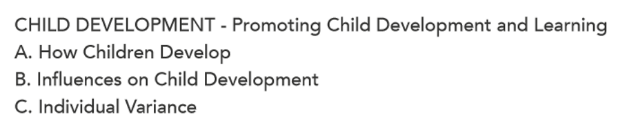 CHILD DEVELOPMENT - Promoting Child Development and Learning
A. How Children Develop
B. Influences on Child Development
C. Individual Variance